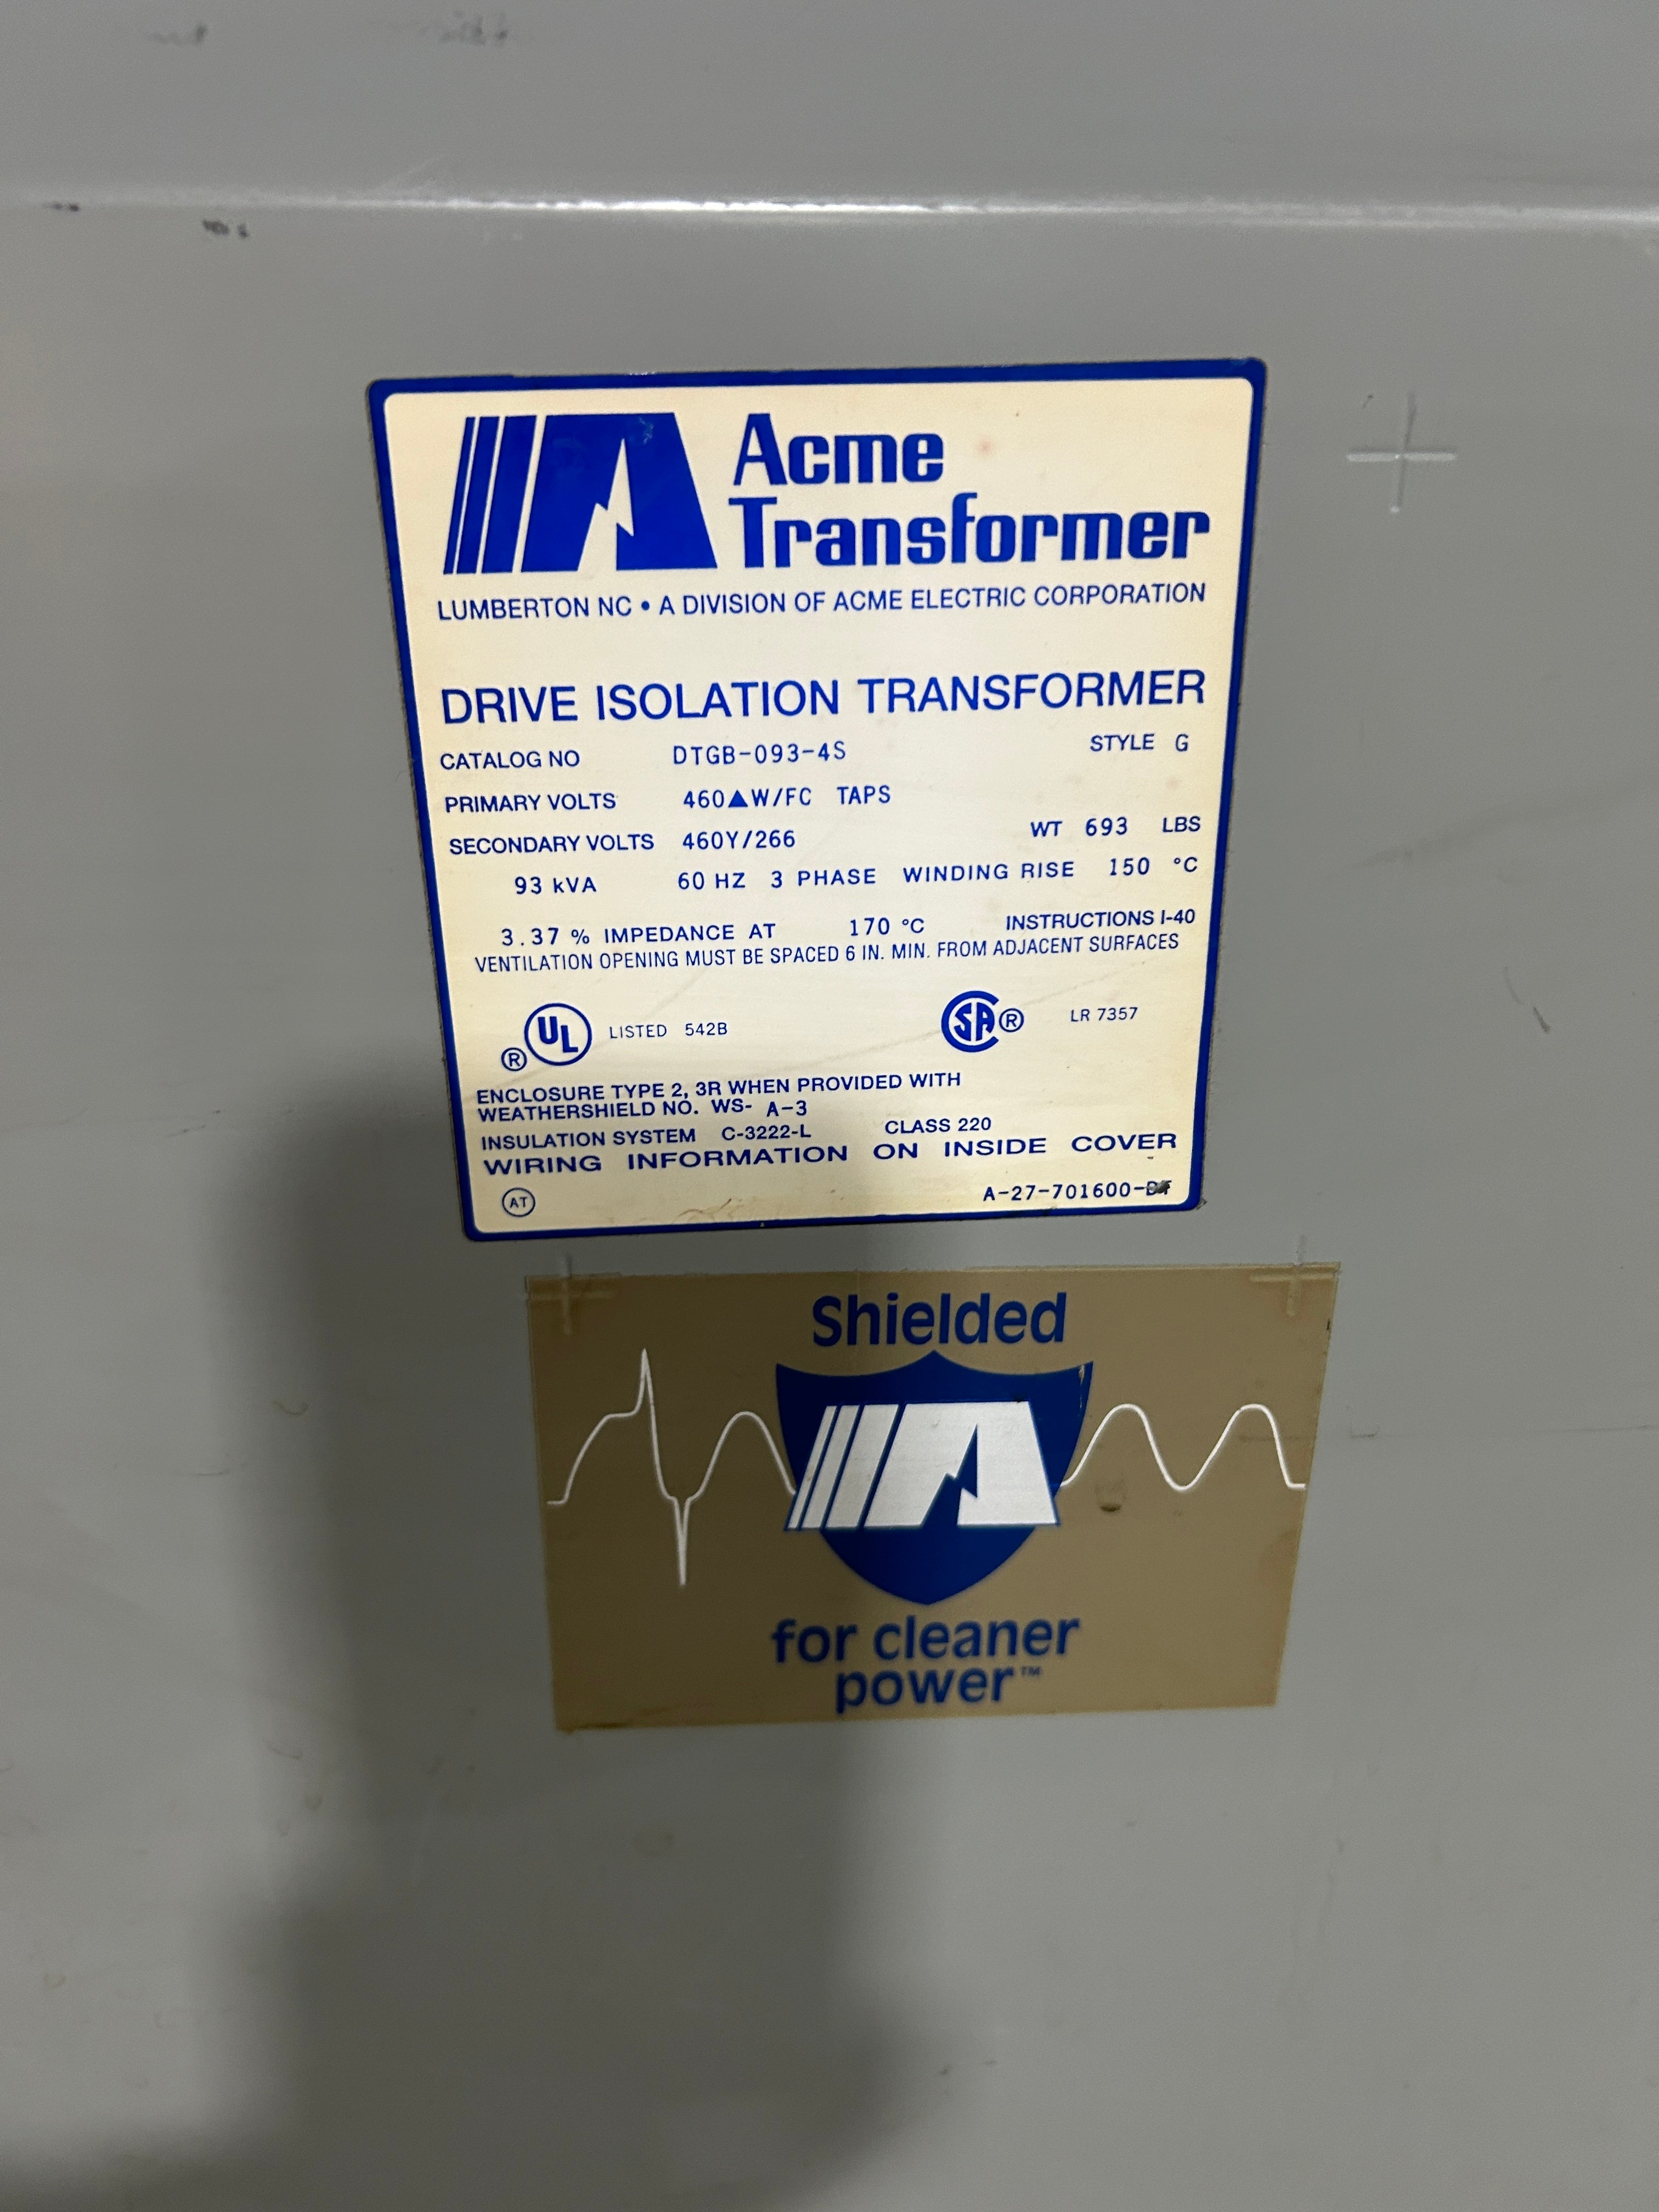 Acme
Transformer
LUMBERTON NC • A DIVISION OF ACME ELECTRIC CORPORATION
DRIVE ISOLATION TRANSFORMER
CATALOG NO DTGB-093-4S STYLE G
PRIMARY VOLTS 460▲W/FC TAPS
SECONDARY VOLTS 460Y/266 WT 693 LBS
93 kVA 60 HZ 3 PHASE WINDING RISE 150 °C
3.37 % IMPEDANCE AT 170 °C INSTRUCTIONS I-40
VENTILATION OPENING MUST BE SPACED 6 IN. MIN. FROM ADJACENT SURFACES
UL® LISTED 542B SA® LR 7357
ENCLOSURE TYPE 2, 3R WHEN PROVIDED WITH
WEATHERSHIELD NO. WS- A-3
INSULATION SYSTEM C-3222-L CLASS 220
WIRING INFORMATION ON INSIDE COVER
AT A-27-701600-
Shielded
for cleaner
power™